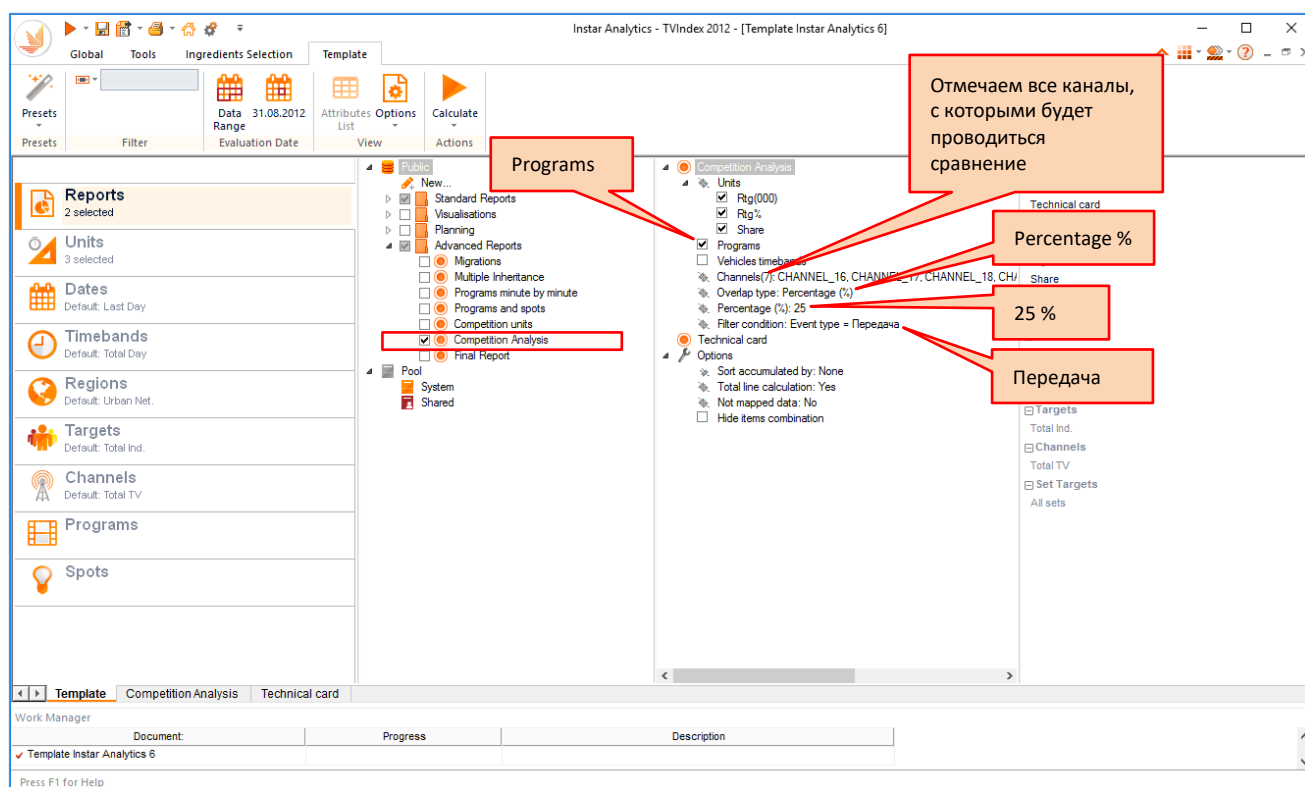 Instar Analytics - TVIndex 2012 - [Template Instar Analytics 6]
Global Tools Ingredients Selection Template
Presets
Data Range
31.08.2012
Attributes List
Options
Calculate
Presets Filter Evaluation Date View Actions
Отмечаем все каналы,
с которыми будет
проводиться
сравнение
Programs
Percentage %
25 %
Передача
Reports
2 selected
Units
3 selected
Dates
Default: Last Day
Timebands
Default: Total Day
Regions
Default: Urban Net.
Targets
Default: Total Ind.
Channels
Default: Total TV
Programs
Spots
Public
New...
Standard Reports
Visualisations
Planning
Advanced Reports
Migrations
Multiple Inheritance
Programs minute by minute
Programs and spots
Competition units
Competition Analysis
Final Report
Pool
System
Shared
Competition Analysis
Units
Rtg(000)
Rtg%
Share
Programs
Vehicles timebands
Channels(7): CHANNEL_16, CHANNEL_17, CHANNEL_18, CH
Overlap type: Percentage (%)
Percentage (%): 25
Filter condition: Event type = Передача
Technical card
Options
Sort accumulated by: None
Total line calculation: Yes
Not mapped data: No
Hide items combination
Technical card
Share
Targets
Total Ind.
Channels
Total TV
Set Targets
All sets
Template Competition Analysis Technical card
Work Manager
Document: Progress Description
Template Instar Analytics 6
Press F1 for Help